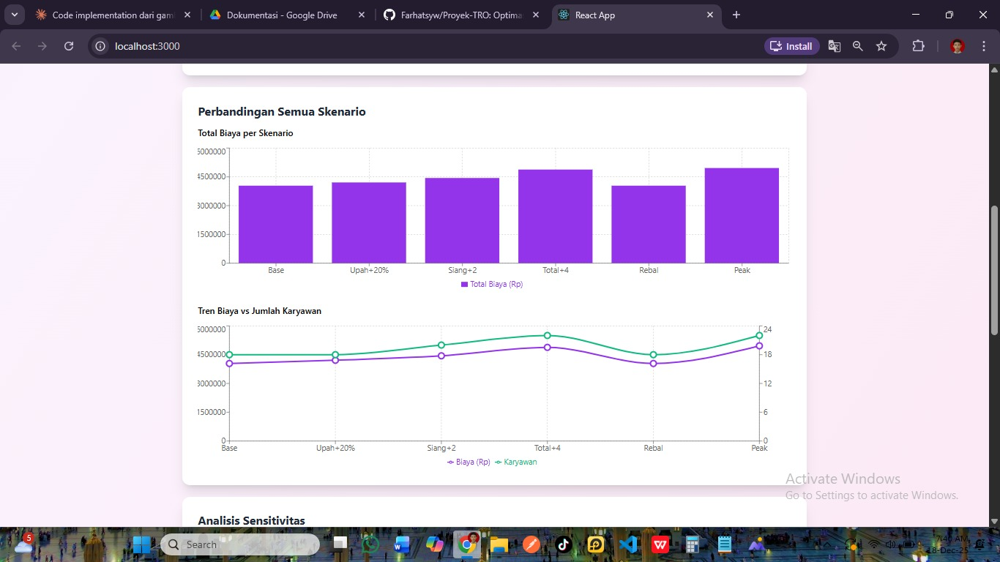 Code implementation dari gam
Dokumentasi - Google Drive
Farhatsyw/Proyek-TRO: Optima
React App
localhost:3000
Install
Perbandingan Semua Skenario
Total Biaya per Skenario
6000000
4500000
3000000
1500000
0
Base Upah+20% Siang+2 Total+4 Rebal Peak
Total Biaya (Rp)
Tren Biaya vs Jumlah Karyawan
6000000 24
4500000 18
3000000 12
1500000 6
0 0
Base Upah+20% Siang+2 Total+4 Rebal Peak
Biaya (Rp) Karyawan
Activate Windows
Go to Settings to activate Windows.
Analisis Sensitivitas
5
Search
7:40 AM
18-Dec-25